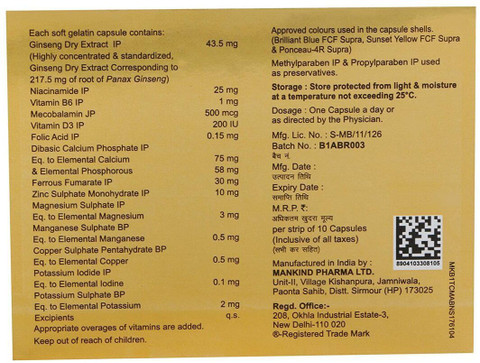 Each soft gelatin capsule contains:
Ginseng Dry Extract IP 43.5 mg
(Highly concentrated & standardized,
Ginseng Dry Extract Corresponding to
217.5 mg of root of Panax Ginseng)
Niacinamide IP 25 mg
Vitamin B6 IP 1 mg
Mecobalamin JP 500 mcg
Vitamin D3 IP 200 IU
Folic Acid IP 0.15 mg
Dibasic Calcium Phosphate IP
Eq. to Elemental Calcium 75 mg
& Elemental Phosphorous 58 mg
Ferrous Fumarate IP 30 mg
Zinc Sulphate Monohydrate IP 10 mg
Magnesium Sulphate IP
Eq. to Elemental Magnesium 3 mg
Manganese Sulphate BP
Eq. to Elemental Manganese 0.5 mg
Copper Sulphate Pentahydrate BP
Eq. to Elemental Copper 0.5 mg
Potassium Iodide IP
Eq. to Elemental Iodine 0.1 mg
Potassium Sulphate BP
Eq. to Elemental Potassium 2 mg
Excipients q.s.
Appropriate overages of vitamins are added.
Keep out of reach of children.
Approved colours used in the capsule shells.
(Brilliant Blue FCF Supra, Sunset Yellow FCF Supra
& Ponceau-4R Supra)
Methylparaben IP & Propylparaben IP used
as preservatives.
Storage : Store protected from light & moisture
at a temperature not exceeding 25°C.
Dosage : One Capsule a day or
as directed by the Physician.
Mfg. Lic. No. : S-MB/11/126
Batch No. : B1ABR003
बैच नं.
Mfg. Date :
उत्पादन तिथि
Expiry Date :
समाप्ति तिथि
M.R.P. ₹:
अधिकतम खुदरा मूल्य
per strip of 10 Capsules
(Inclusive of all taxes)
(सभी कर सहित)
Manufactured in India by :
MANKIND PHARMA LTD.
Unit-II, Village Kishanpura, Jamniwala,
Paonta Sahib, Distt. Sirmour (HP) 173025
Regd. Office:-
208, Okhla Industrial Estate-3,
New Delhi-110 020
®-Registered Trade Mark
8904103308105